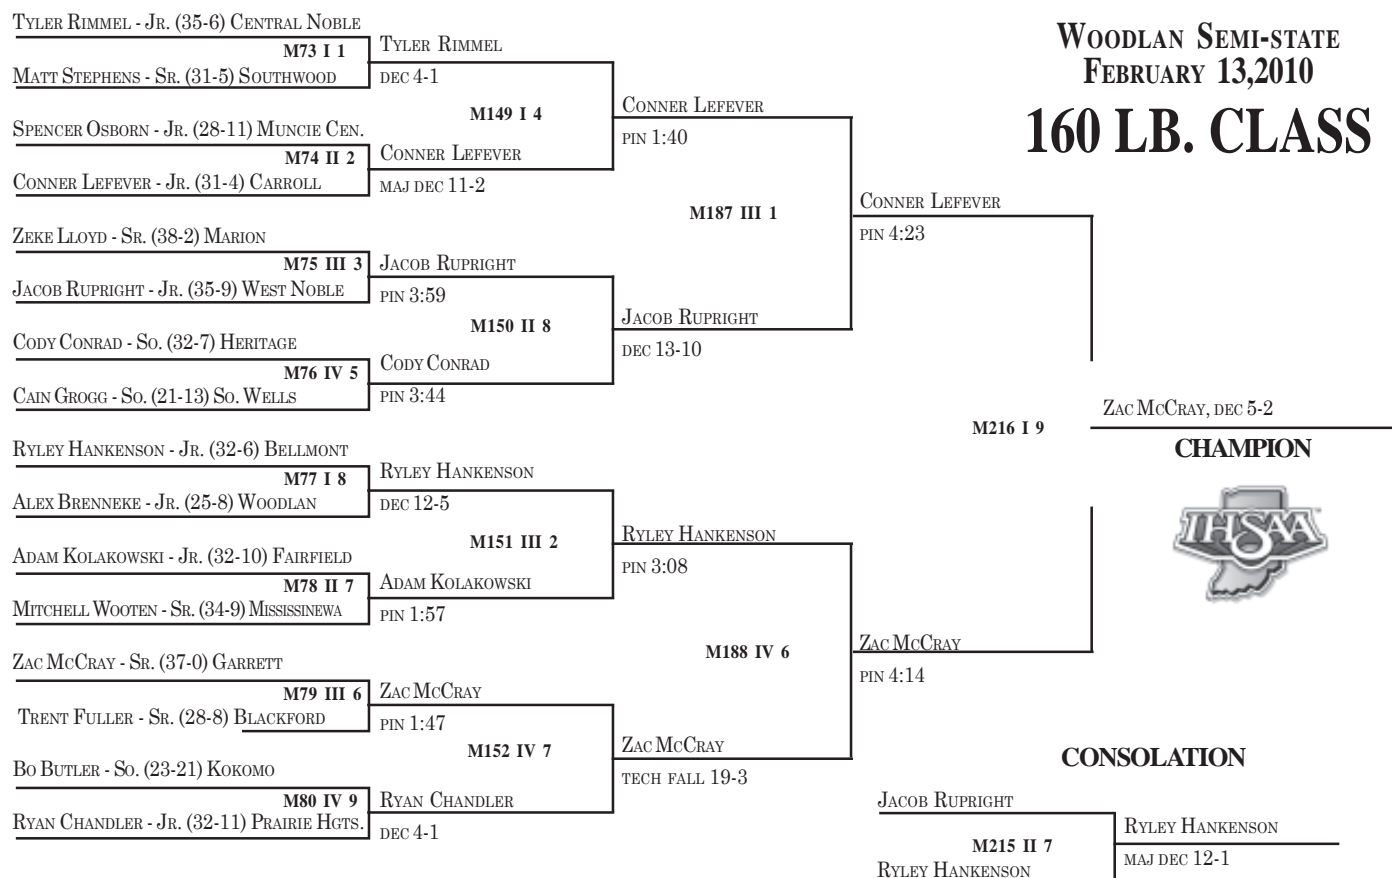 WOODLAN SEMI-STATE
FEBRUARY 13,2010
160 LB. CLASS
TYLER RIMMEL - JR. (35-6) CENTRAL NOBLE
M73 I 1
MATT STEPHENS - SR. (31-5) SOUTHWOOD
SPENCER OSBORN - JR. (28-11) MUNCIE CEN.
M74 II 2
CONNER LEFEVER - JR. (31-4) CARROLL
ZEKE LLOYD - SR. (38-2) MARION
M75 III 3
JACOB RUPRIGHT - JR. (35-9) WEST NOBLE
CODY CONRAD - SO. (32-7) HERITAGE
M76 IV 5
CAIN GROGG - SO. (21-13) SO. WELLS
RYLEY HANKENSON - JR. (32-6) BELLMONT
M77 I 8
ALEX BRENNEKE - JR. (25-8) WOODLAN
ADAM KOLAKOWSKI - JR. (32-10) FAIRFIELD
M78 II 7
MITCHELL WOOTEN - SR. (34-9) MISSISSINEWA
ZAC MCCRAY - SR. (37-0) GARRETT
M79 III 6
TRENT FULLER - SR. (28-8) BLACKFORD
BO BUTLER - SO. (23-21) KOKOMO
M80 IV 9
RYAN CHANDLER - JR. (32-11) PRAIRIE HGTS.
TYLER RIMMEL
DEC 4-1
M149 I 4
CONNER LEFEVER
MAJ DEC 11-2
JACOB RUPRIGHT
PIN 3:59
M150 II 8
CODY CONRAD
PIN 3:44
RYLEY HANKENSON
DEC 12-5
M151 III 2
ADAM KOLAKOWSKI
PIN 1:57
ZAC MCCRAY
PIN 1:47
M152 IV 7
RYAN CHANDLER
DEC 4-1
CONNER LEFEVER
PIN 1:40
M187 III 1
JACOB RUPRIGHT
DEC 13-10
RYLEY HANKENSON
PIN 3:08
M188 IV 6
ZAC MCCRAY
TECH FALL 19-3
CONNER LEFEVER
PIN 4:23
M216 I 9
ZAC MCCRAY
PIN 4:14
ZAC MCCRAY, DEC 5-2
CHAMPION
IHSAA
CONSOLATION
JACOB RUPRIGHT
M215 II 7
RYLEY HANKENSON
RYLEY HANKENSON
MAJ DEC 12-1